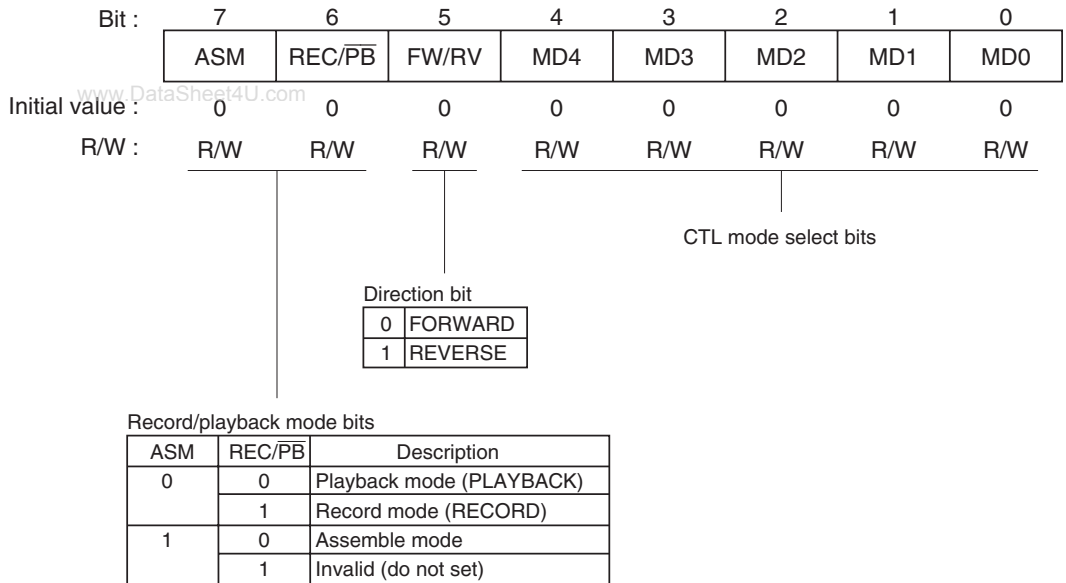 Bit : 7 6 5 4 3 2 1 0
ASM REC/P̅B̅ FW/RV MD4 MD3 MD2 MD1 MD0
www.DataSheet4U.com
Initial value : 0 0 0 0 0 0 0 0
R/W : R/W R/W R/W R/W R/W R/W R/W R/W
CTL mode select bits
Direction bit
0 FORWARD
1 REVERSE
Record/playback mode bits
ASM REC/P̅B̅ Description
0 0 Playback mode (PLAYBACK)
1 Record mode (RECORD)
1 0 Assemble mode
1 Invalid (do not set)